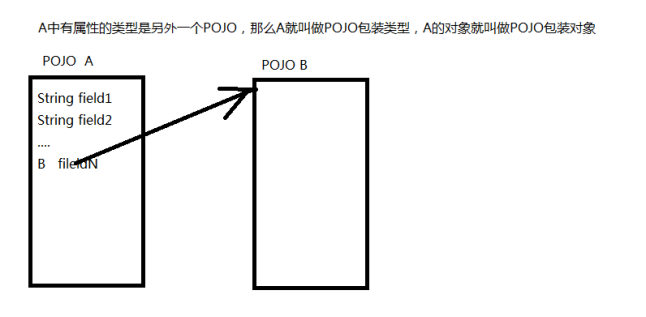 A中有属性的类型是另外一个POJO，那么A就叫做POJO包装类型，A的对象就叫做POJO包装对象
POJO A
POJO B
String field1
String field2
....
B fileldN